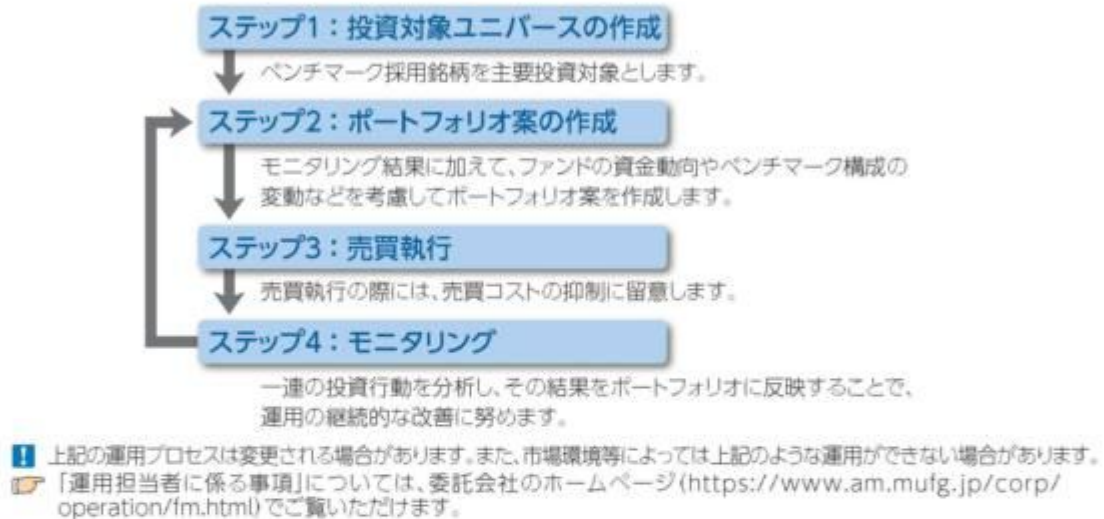 ステップ1：投資対象ユニバースの作成
ベンチマーク採用銘柄を主要投資対象とします。
ステップ2：ポートフォリオ案の作成
モニタリング結果に加えて、ファンドの資金動向やベンチマーク構成の
変動などを考慮してポートフォリオ案を作成します。
ステップ3：売買執行
売買執行の際には、売買コストの抑制に留意します。
ステップ4：モニタリング
一連の投資行動を分析し、その結果をポートフォリオに反映することで、
運用の継続的な改善に努めます。
! 上記の運用プロセスは変更される場合があります。また、市場環境等によっては上記のような運用ができない場合があります。
「運用担当者に係る事項」については、委託会社のホームページ(https://www.am.mufg.jp/corp/
operation/fm.html)でご覧いただけます。